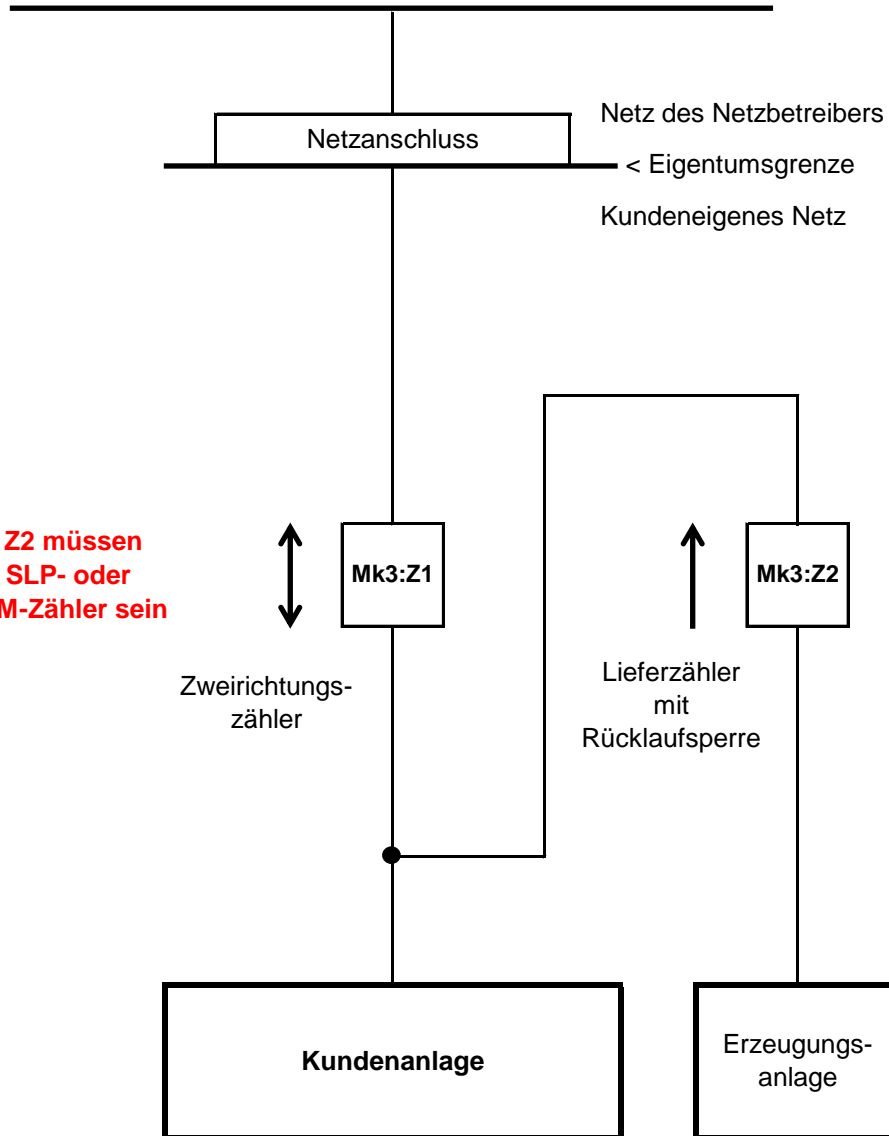 Netz des Netzbetreibers
Netzanschluss
< Eigentumsgrenze
Kundeneigenes Netz
Z2 müssen
SLP- oder
M-Zähler sein
Mk3:Z1
Mk3:Z2
Zweirichtungs-
zähler
Lieferzähler
mit
Rücklaufsperre
Kundenanlage
Erzeugungs-
anlage